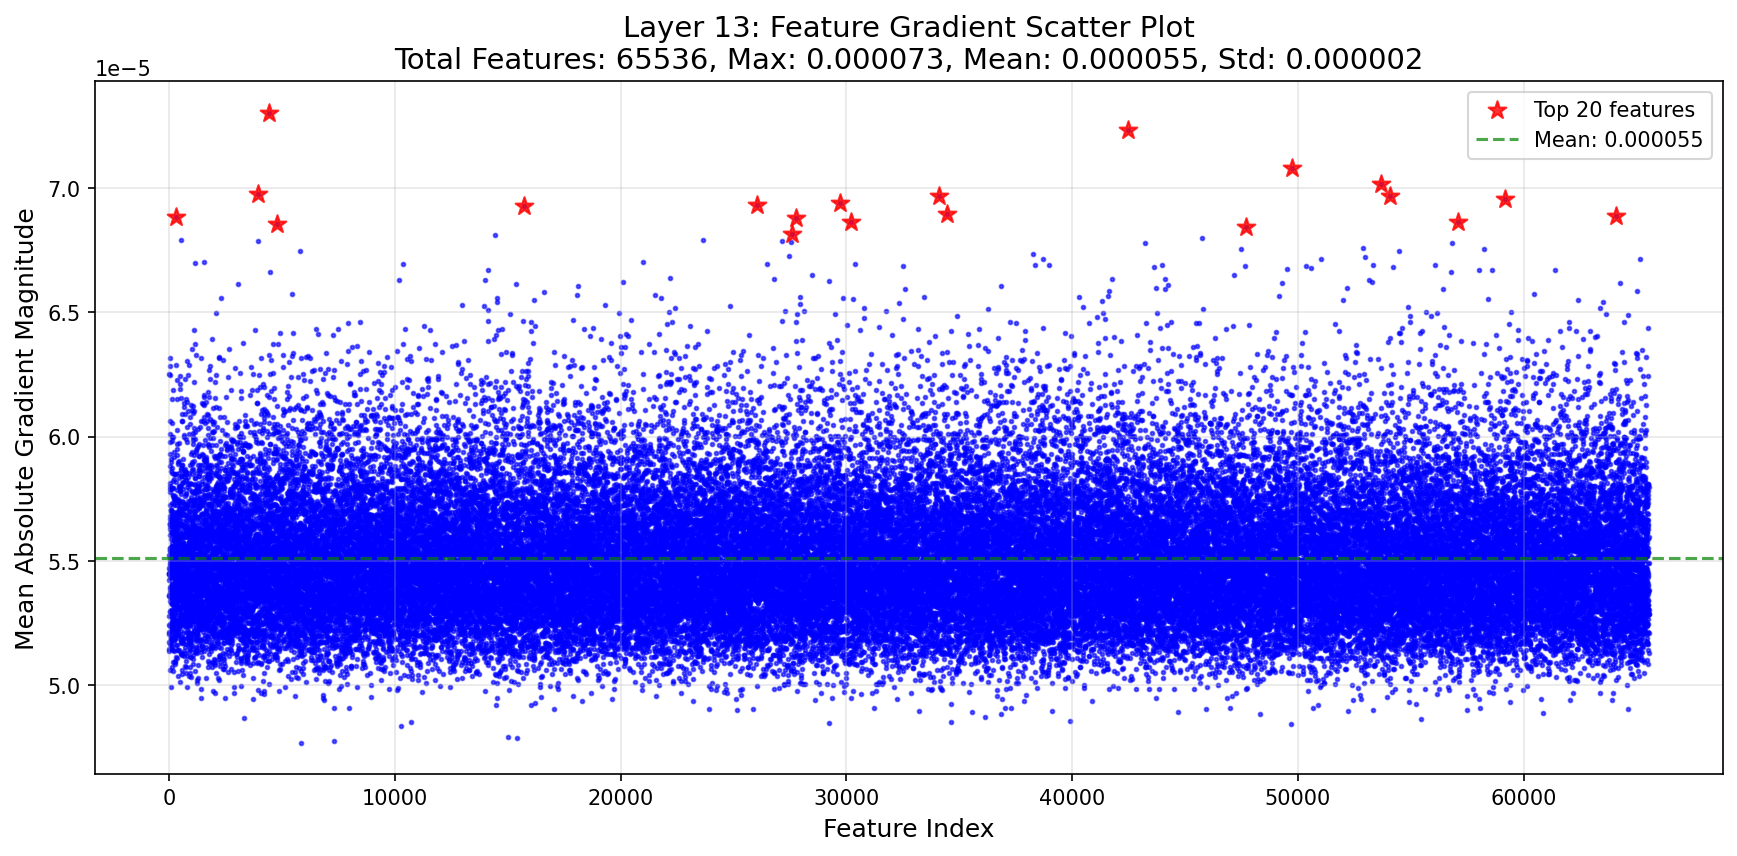 Layer 13: Feature Gradient Scatter Plot
Total Features: 65536, Max: 0.000073, Mean: 0.000055, Std: 0.000002
1e−5
Top 20 features
Mean: 0.000055
7.0
6.5
6.0
5.5
5.0
Mean Absolute Gradient Magnitude
0 10000 20000 30000 40000 50000 60000
Feature Index